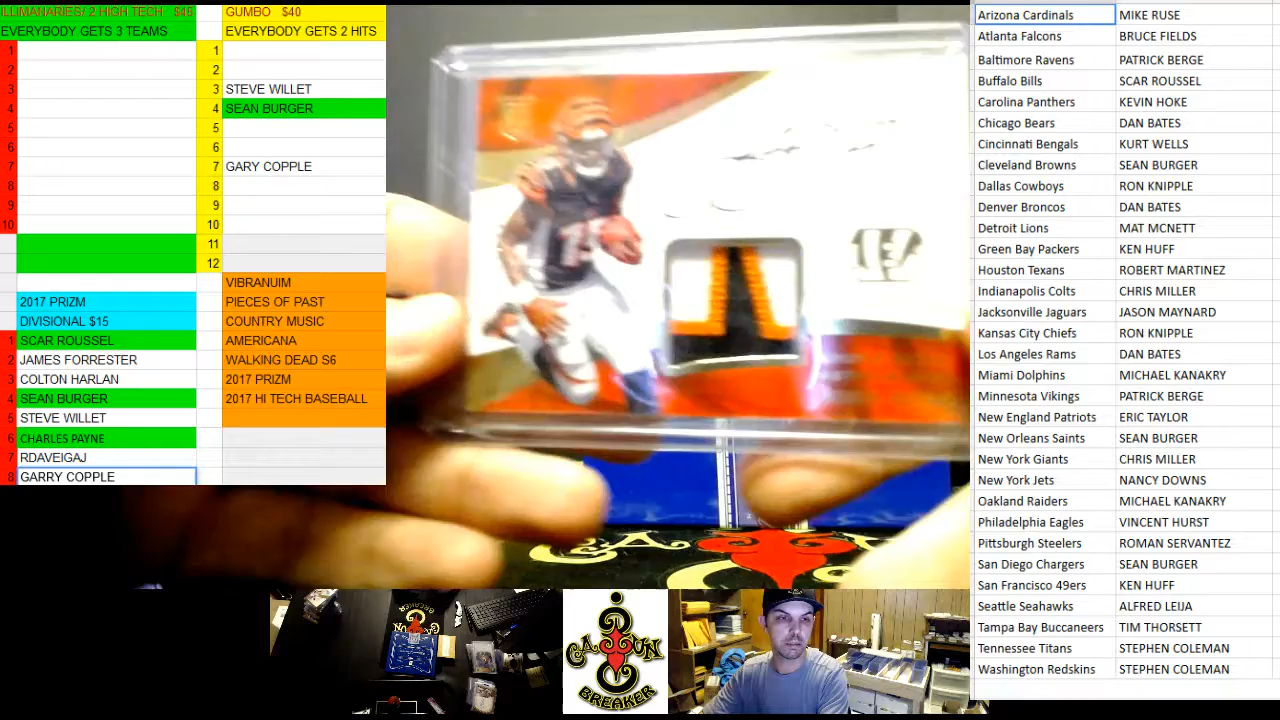 ILLIMANARIES/ 2 HIGH TECH $45
EVERYBODY GETS 3 TEAMS
1
2
3
4
5
6
7
8
9
10
2017 PRIZM
DIVISIONAL $15
1 SCAR ROUSSEL
2 JAMES FORRESTER
3 COLTON HARLAN
4 SEAN BURGER
5 STEVE WILLET
6 CHARLES PAYNE
7 RDAVEIGAJ
8 GARRY COPPLE
GUMBO $40
EVERYBODY GETS 2 HITS
1
2
3 STEVE WILLET
4 SEAN BURGER
5
6
7 GARY COPPLE
8
9
10
11
12
VIBRANUIM
PIECES OF PAST
COUNTRY MUSIC
AMERICANA
WALKING DEAD S6
2017 PRIZM
2017 HI TECH BASEBALL
CAJUN
BREAKER
Arizona Cardinals MIKE RUSE
Atlanta Falcons BRUCE FIELDS
Baltimore Ravens PATRICK BERGE
Buffalo Bills SCAR ROUSSEL
Carolina Panthers KEVIN HOKE
Chicago Bears DAN BATES
Cincinnati Bengals KURT WELLS
Cleveland Browns SEAN BURGER
Dallas Cowboys RON KNIPPLE
Denver Broncos DAN BATES
Detroit Lions MAT MCNETT
Green Bay Packers KEN HUFF
Houston Texans ROBERT MARTINEZ
Indianapolis Colts CHRIS MILLER
Jacksonville Jaguars JASON MAYNARD
Kansas City Chiefs RON KNIPPLE
Los Angeles Rams DAN BATES
Miami Dolphins MICHAEL KANAKRY
Minnesota Vikings PATRICK BERGE
New England Patriots ERIC TAYLOR
New Orleans Saints SEAN BURGER
New York Giants CHRIS MILLER
New York Jets NANCY DOWNS
Oakland Raiders MICHAEL KANAKRY
Philadelphia Eagles VINCENT HURST
Pittsburgh Steelers ROMAN SERVANTEZ
San Diego Chargers SEAN BURGER
San Francisco 49ers KEN HUFF
Seattle Seahawks ALFRED LEIJA
Tampa Bay Buccaneers TIM THORSETT
Tennessee Titans STEPHEN COLEMAN
Washington Redskins STEPHEN COLEMAN